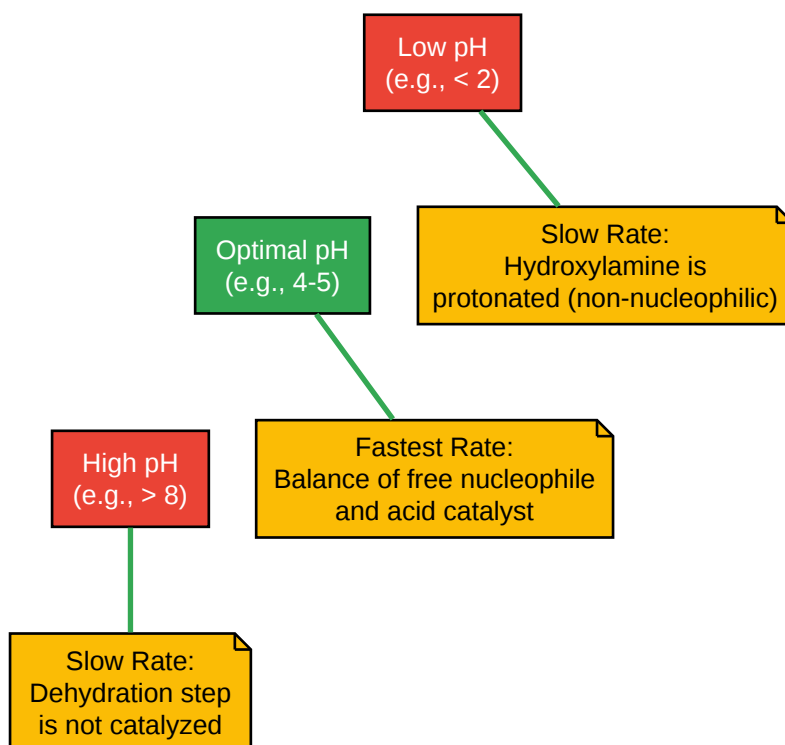 Low pH
(e.g., < 2)
Slow Rate:
Hydroxylamine is
protonated (non-nucleophilic)
Optimal pH
(e.g., 4-5)
Fastest Rate:
Balance of free nucleophile
and acid catalyst
High pH
(e.g., > 8)
Slow Rate:
Dehydration step
is not catalyzed